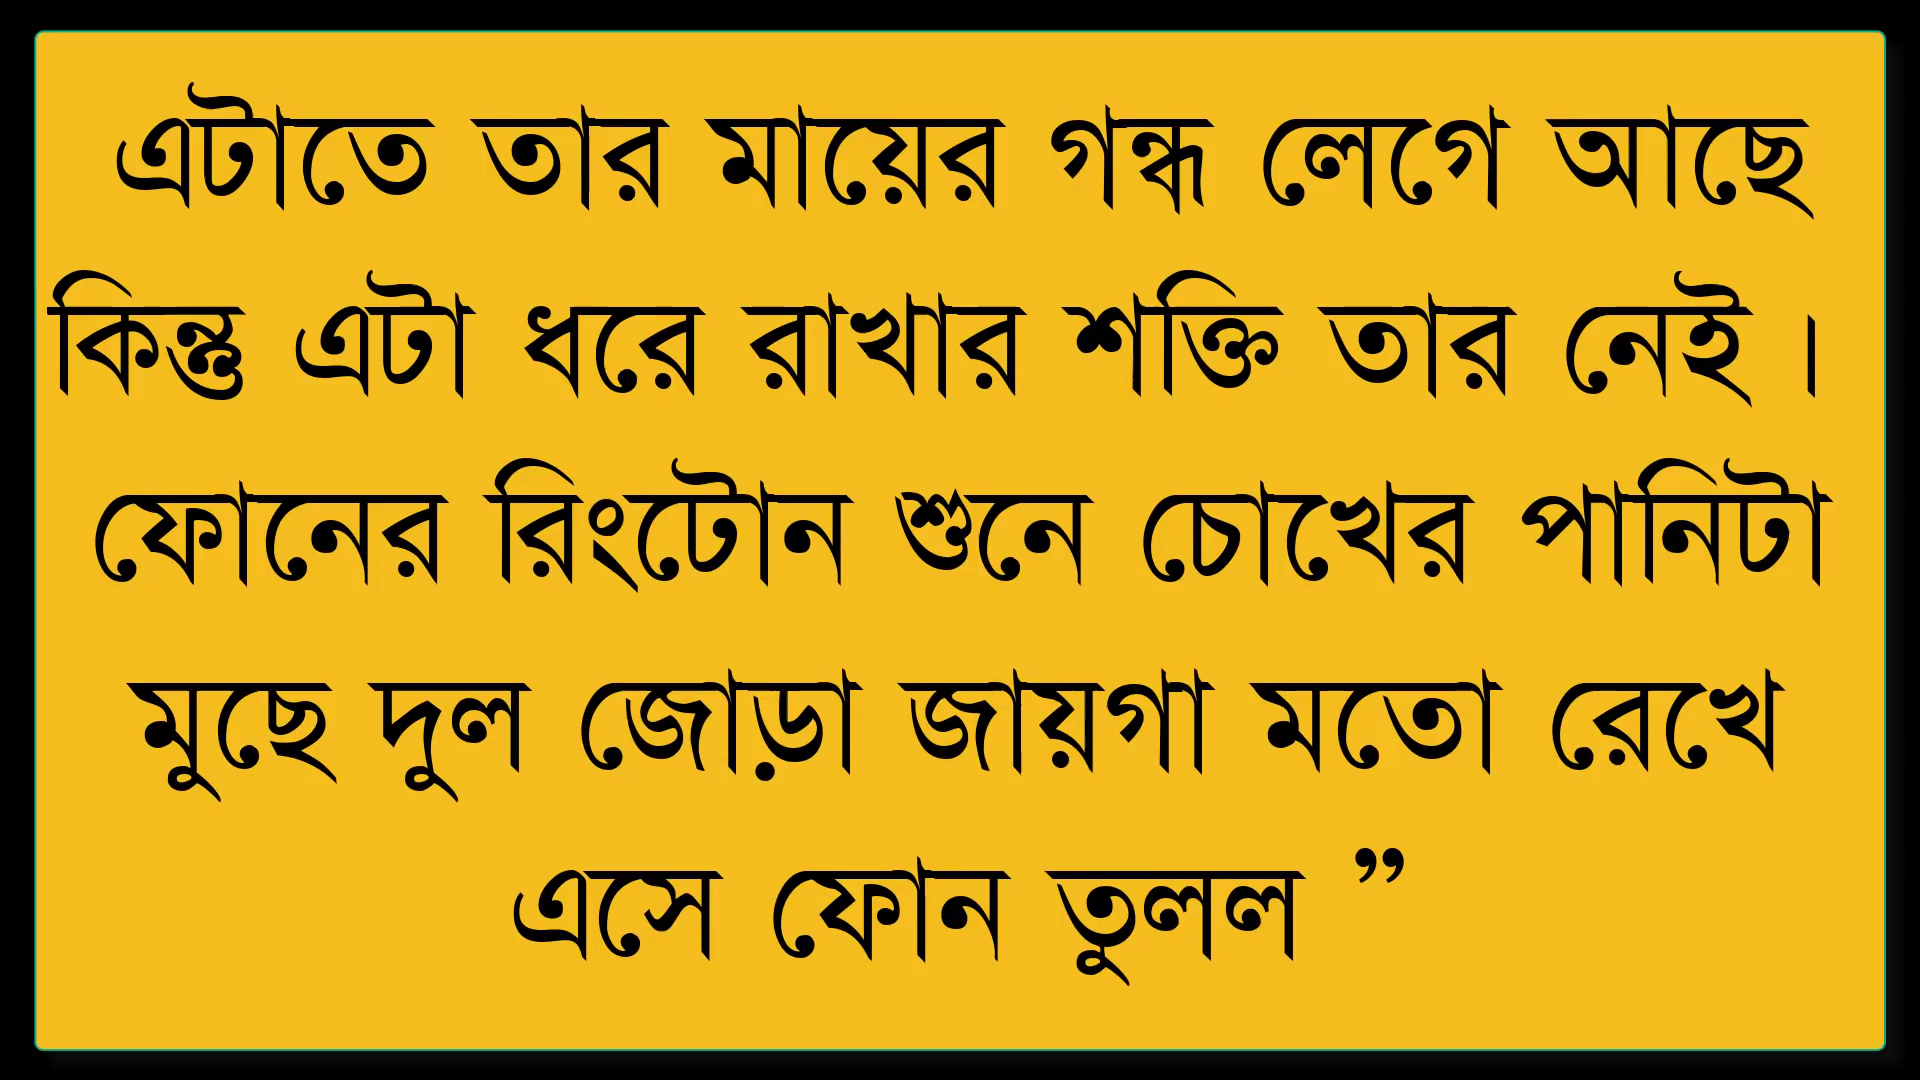 এটাতে তার মায়ের গন্ধ লেগে আছে
কিন্তু এটা ধরে রাখার শক্তি তার নেই ।
ফোনের রিংটোন শুনে চোখের পানিটা
মুছে দুল জোড়া জায়গা মতো রেখে
এসে ফোন তুলল ”